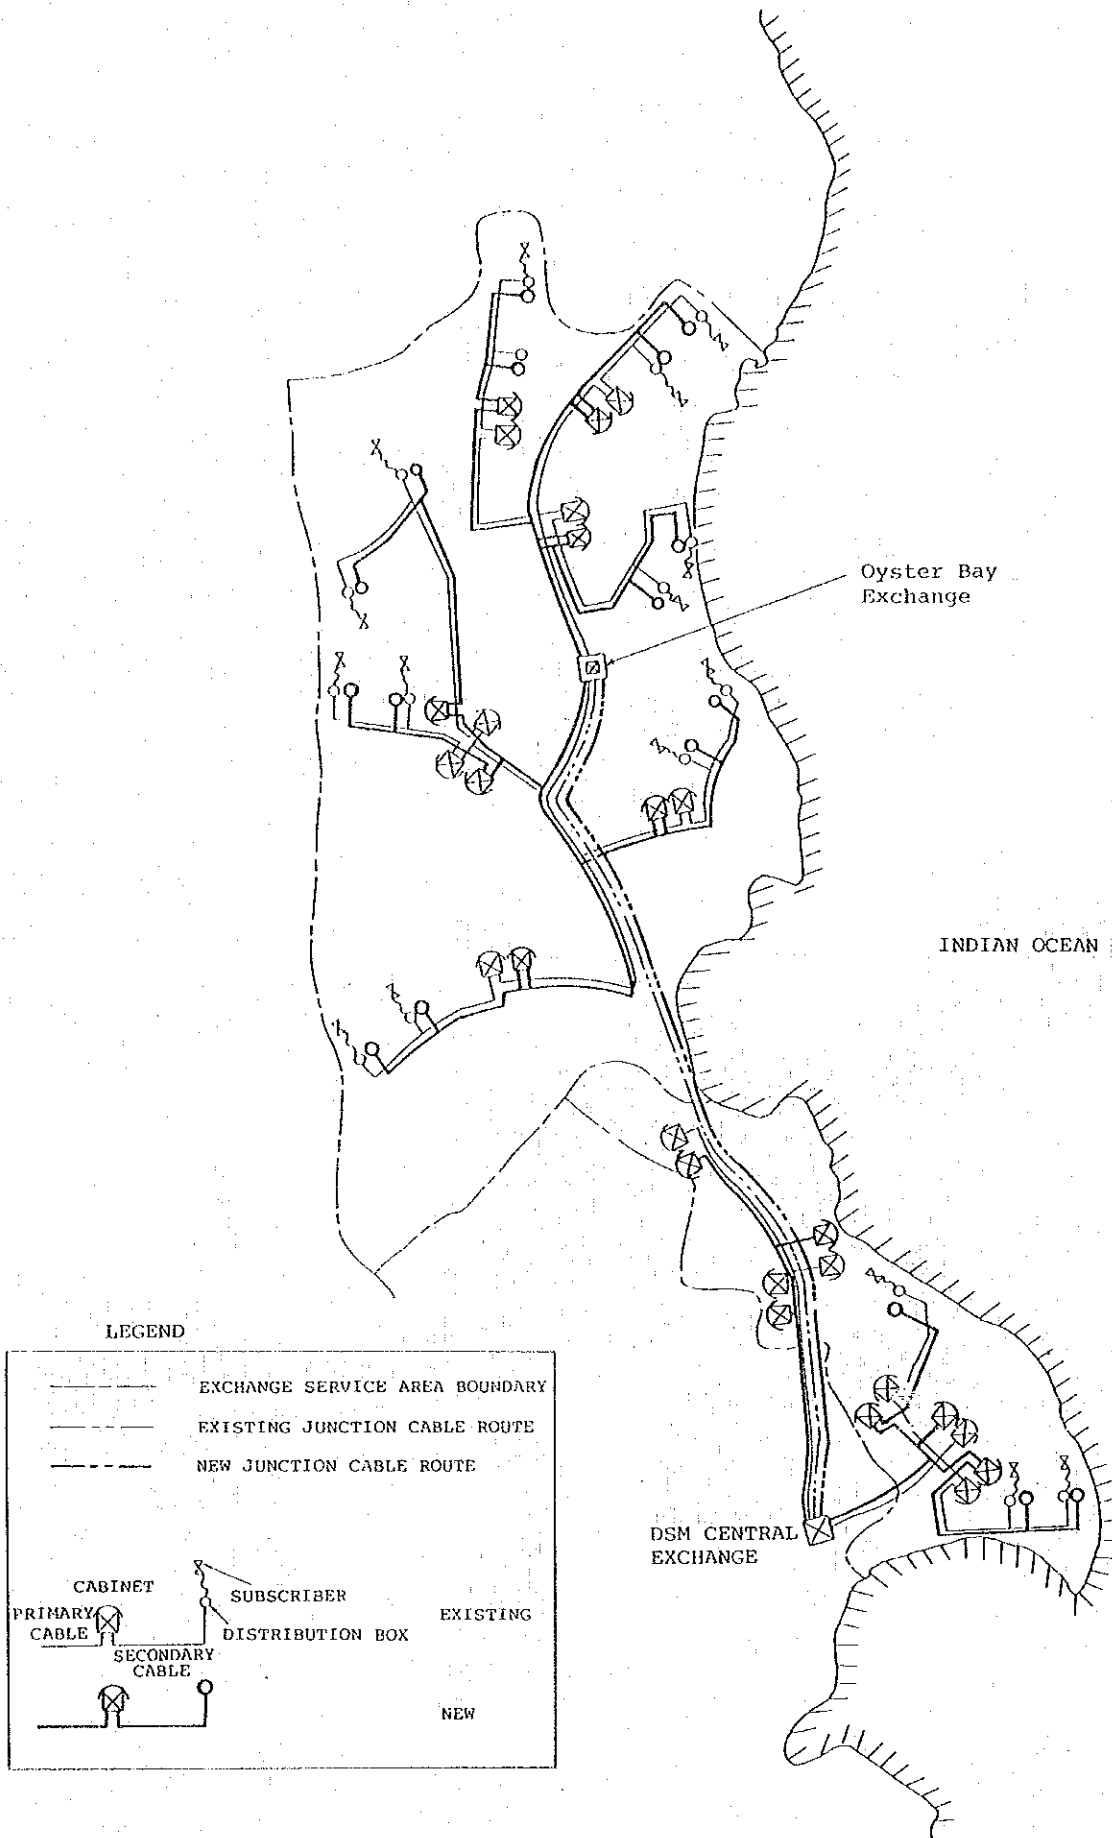 Oyster Bay
Exchange
INDIAN OCEAN
LEGEND
EXCHANGE SERVICE AREA BOUNDARY
EXISTING JUNCTION CABLE ROUTE
NEW JUNCTION CABLE ROUTE
DSM CENTRAL
EXCHANGE
CABINET
SUBSCRIBER
PRIMARY
CABLE
EXISTING
DISTRIBUTION BOX
SECONDARY
CABLE
NEW